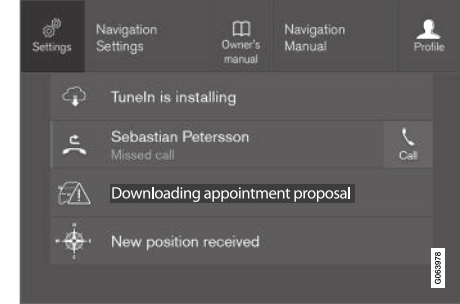 Settings
Navigation
Settings
Owner's
manual
Navigation
Manual
Profile
TuneIn is installing
Sebastian Petersson
Missed call
Call
Downloading appointment proposal
New position received
G063978